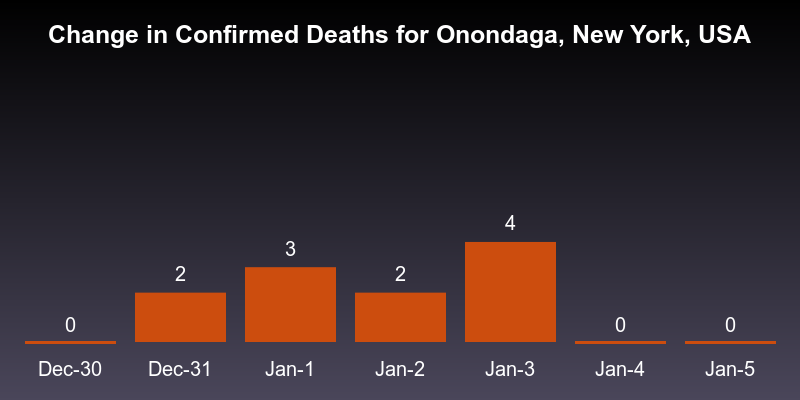 Change in Confirmed Deaths for Onondaga, New York, USA
4
3
2 2
0 0 0
Dec-30 Dec-31 Jan-1 Jan-2 Jan-3 Jan-4 Jan-5